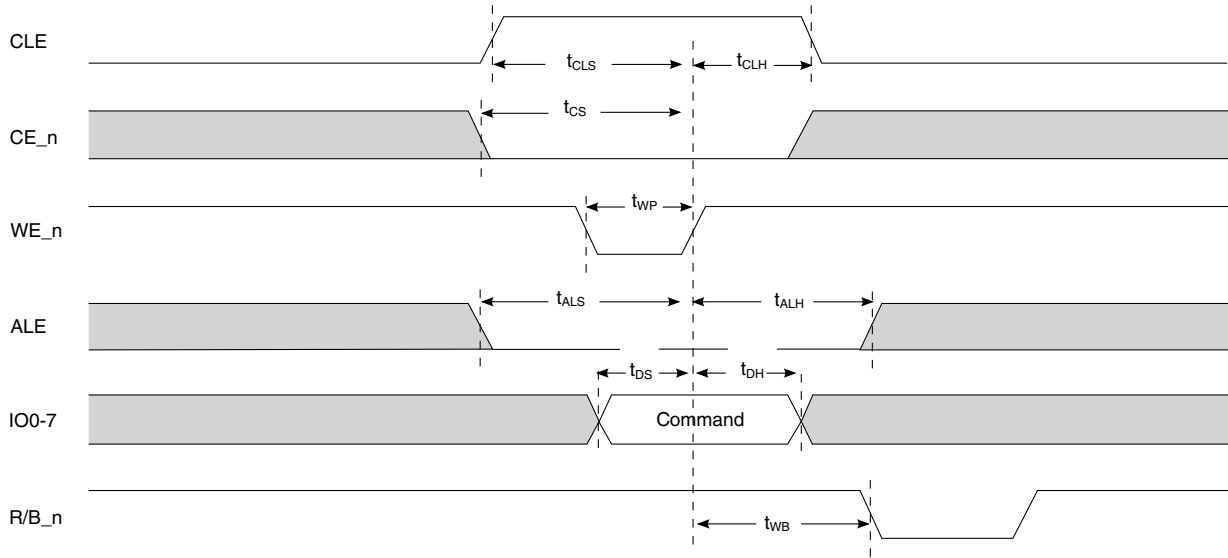 CLE
tCLS
tCLH
CE_n
tCS
WE_n
tWP
ALE
tALS
tALH
tDS
tDH
IO0-7
Command
R/B_n
tWB